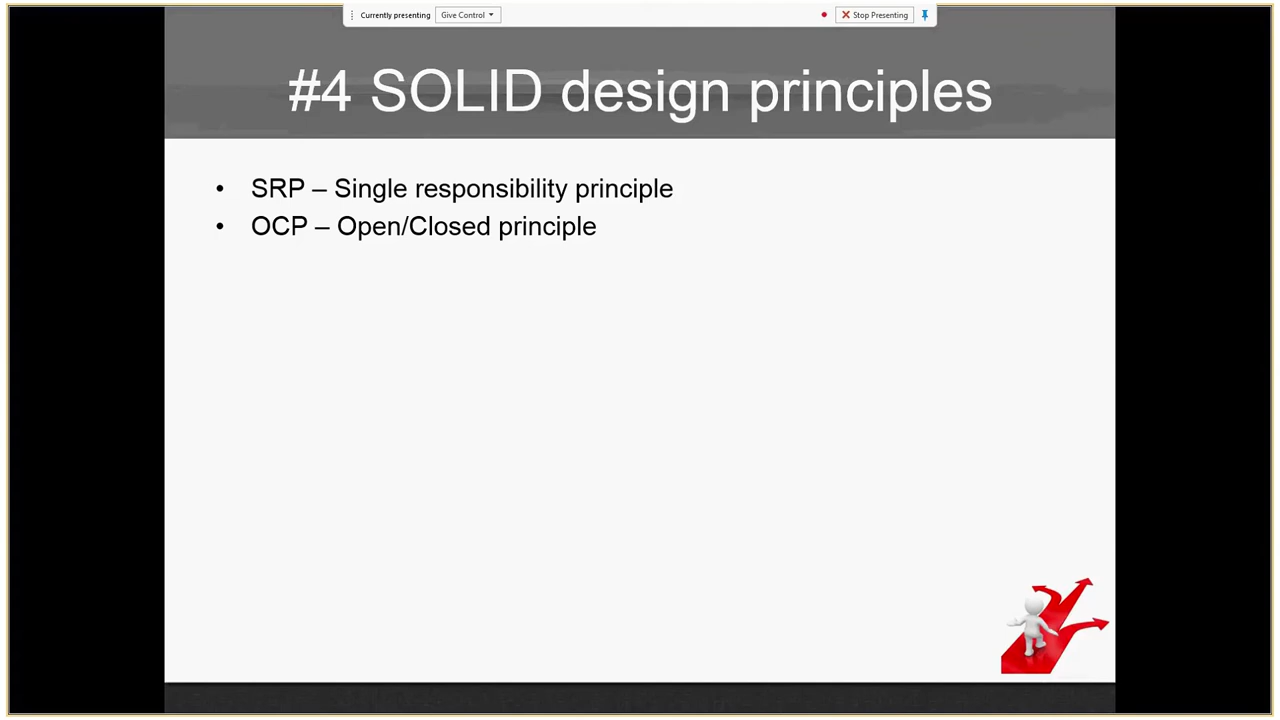 Currently presenting Give Control Stop Presenting
#4 SOLID design principles
• SRP – Single responsibility principle
• OCP – Open/Closed principle